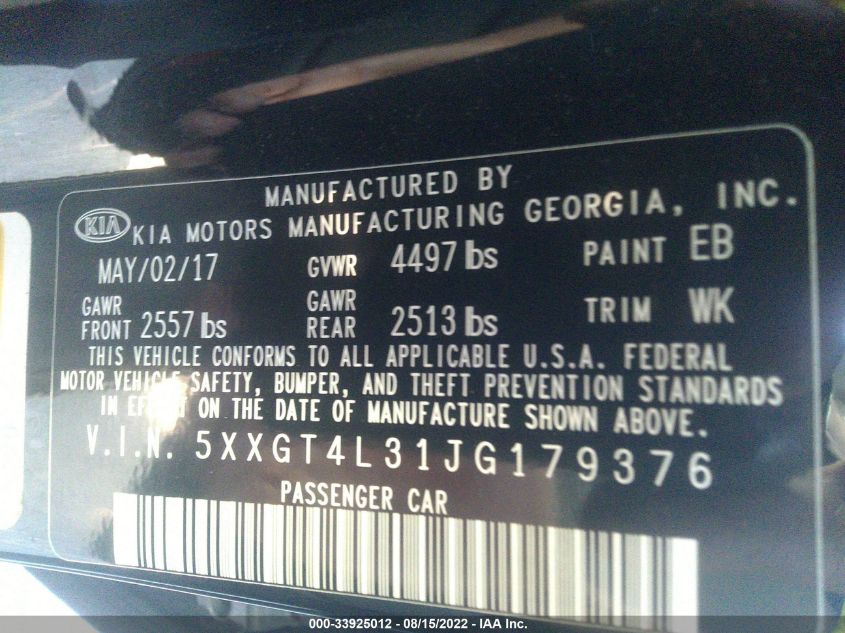 MANUFACTURED BY
KIA KIA MOTORS MANUFACTURING GEORGIA, INC.
MAY/02/17 GVWR 4497 lbs PAINT EB
GAWR FRONT 2557 lbs GAWR REAR 2513 lbs TRIM WK
THIS VEHICLE CONFORMS TO ALL APPLICABLE U.S.A. FEDERAL
MOTOR VEHICLE SAFETY, BUMPER, AND THEFT PREVENTION STANDARDS
IN EFFECT ON THE DATE OF MANUFACTURE SHOWN ABOVE.
V.I.N. 5XXGT4L31JG179376
PASSENGER CAR
000-33925012 - 08/15/2022 - IAA Inc.